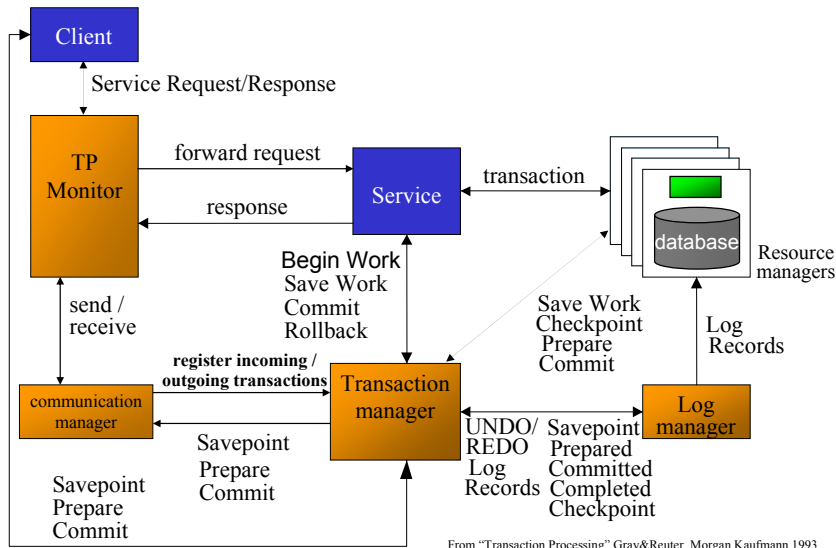 Client
Service Request/Response
TP
Monitor
forward request
response
Service
transaction
database
Resource
managers
Begin Work
Save Work
Commit
Rollback
send /
receive
Save Work
Checkpoint
Prepare
Commit
Log
Records
register incoming /
outgoing transactions
communication
manager
Transaction
manager
Log
manager
Savepoint
Prepare
Commit
UNDO/
REDO
Log
Records
Savepoint
Prepared
Committed
Completed
Checkpoint
Savepoint
Prepare
Commit
From “Transaction Processing” Gray&Reuter. Morgan Kaufmann 1993